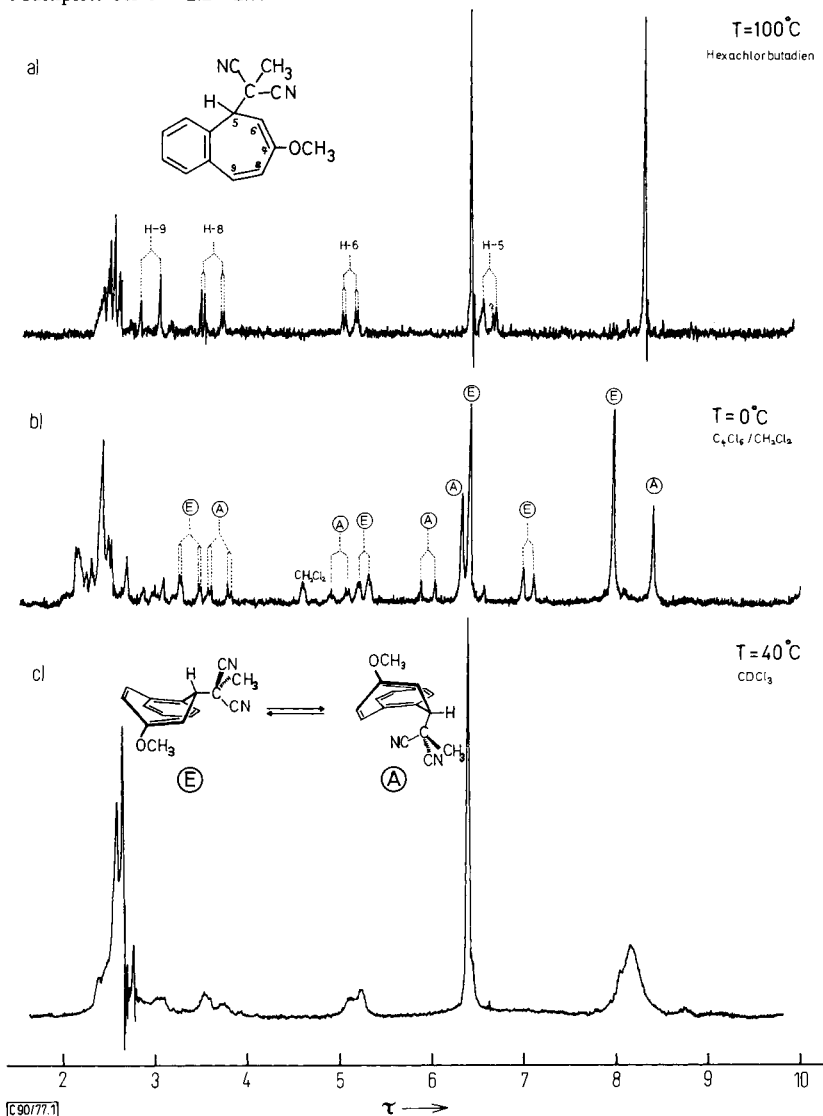 a)
T=100°C
Hexachlorbutadien
NC CH₃
C
CN
H
5
6
OCH₃
9
8
H-9
H-8
H-6
H-5
b)
T=0°C
C₄Cl₆/CH₂Cl₂
E
E
A
E
A
A
E
A
A
E
CH₂Cl₂
c)
T=40°C
CDCl₃
H
CN
CH₃
C
CN
OCH₃
E
OCH₃
H
NC
C
CN
CH₃
A
2 3 4 5 6 7 8 9 10
τ
C90/77.1